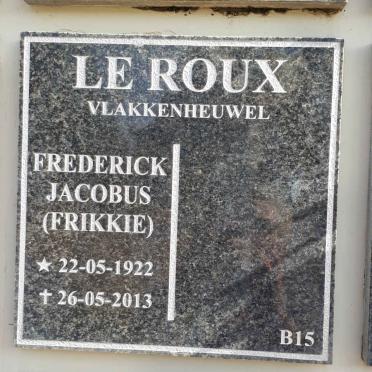 LE ROUX
VLAKKENHEUWEL
FREDERICK
JACOBUS
(FRIKKIE)
★ 22-05-1922
✝ 26-05-2013
B15